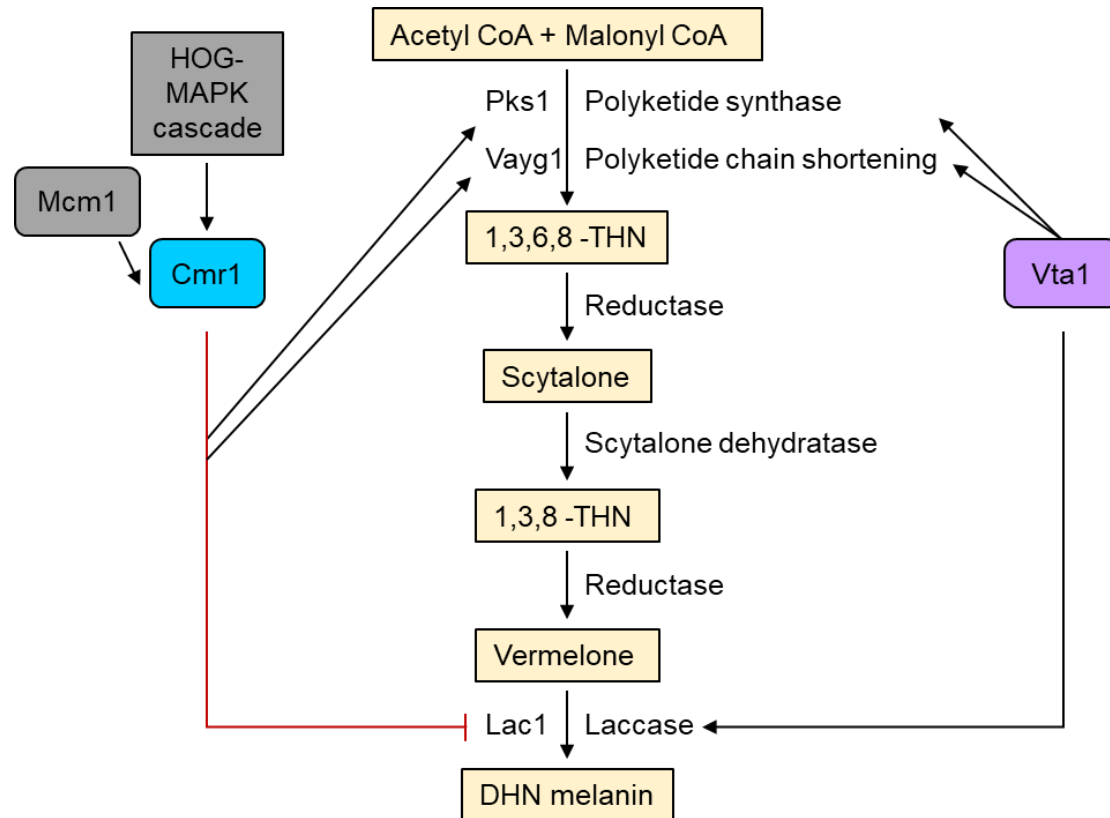 Acetyl CoA + Malonyl CoA
HOG-
MAPK
cascade
Pks1 Polyketide synthase
Vayg1 Polyketide chain shortening
Mcm1
1,3,6,8 -THN
Cmr1
Vta1
Reductase
Scytalone
Scytalone dehydratase
1,3,8 -THN
Reductase
Vermelone
Lac1 Laccase
DHN melanin